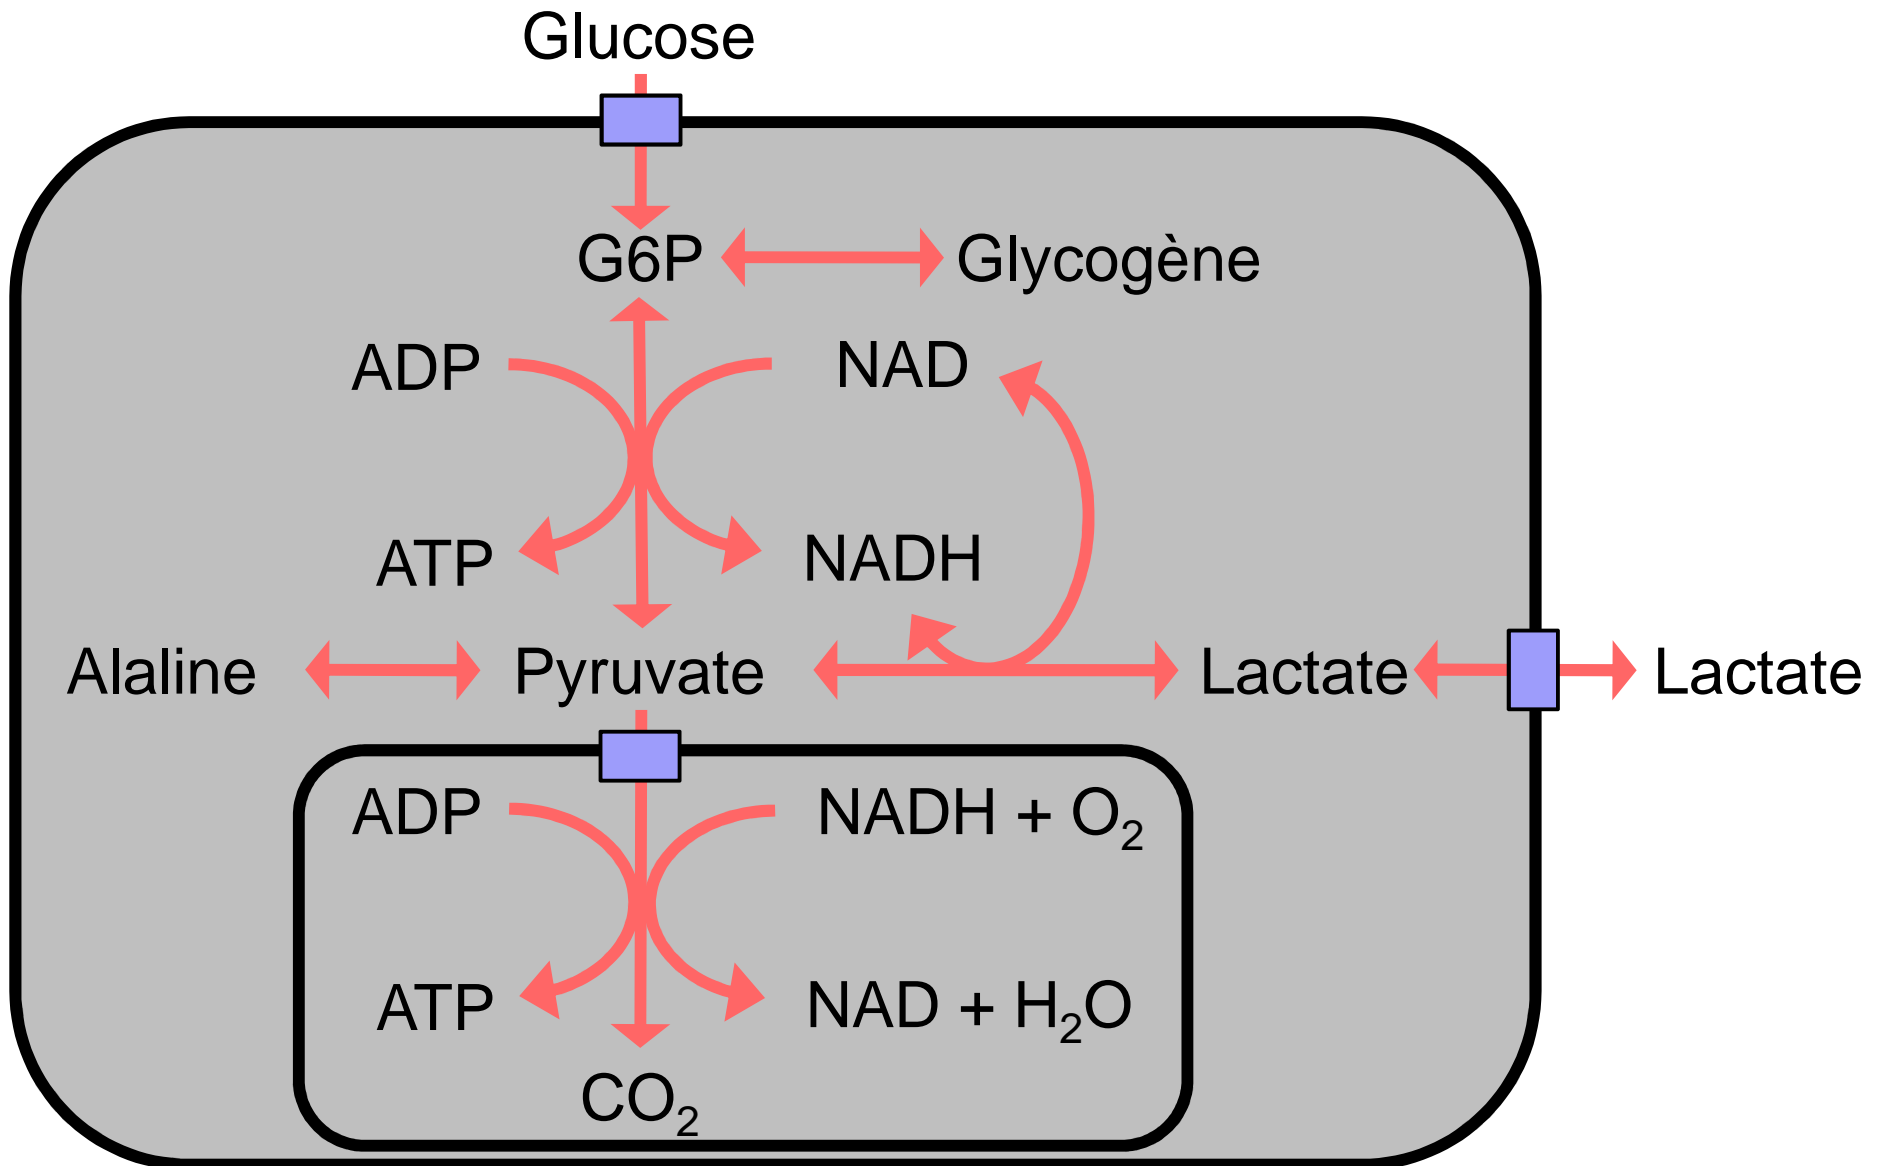 Glucose
G6P
Glycogène
ADP
NAD
ATP
NADH
Alaline
Pyruvate
Lactate
Lactate
ADP
NADH + O₂
ATP
NAD + H₂O
CO₂